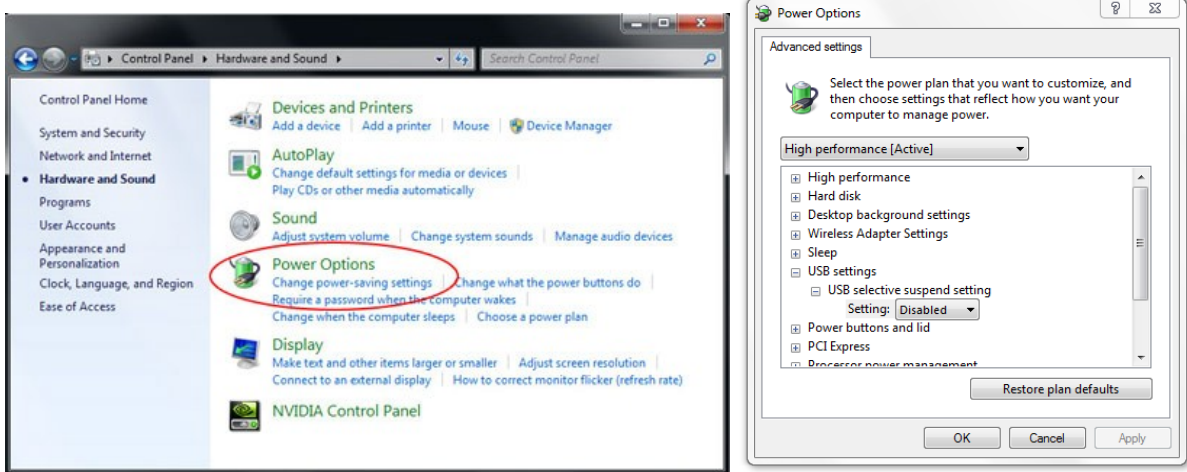 Control Panel Hardware and Sound
Search Control Panel
Control Panel Home
System and Security
Network and Internet
Hardware and Sound
Programs
User Accounts
Appearance and
Personalization
Clock, Language, and Region
Ease of Access
Devices and Printers
Add a device Add a printer Mouse Device Manager
AutoPlay
Change default settings for media or devices
Play CDs or other media automatically
Sound
Adjust system volume Change system sounds Manage audio devices
Power Options
Change power-saving settings Change what the power buttons do
Require a password when the computer wakes
Change when the computer sleeps Choose a power plan
Display
Make text and other items larger or smaller Adjust screen resolution
Connect to an external display How to correct monitor flicker (refresh rate)
NVIDIA Control Panel
Power Options
Advanced settings
Select the power plan that you want to customize, and
then choose settings that reflect how you want your
computer to manage power.
High performance [Active]
High performance
Hard disk
Desktop background settings
Wireless Adapter Settings
Sleep
USB settings
USB selective suspend setting
Setting: Disabled
Power buttons and lid
PCI Express
Processor power management
Restore plan defaults
OK Cancel Apply